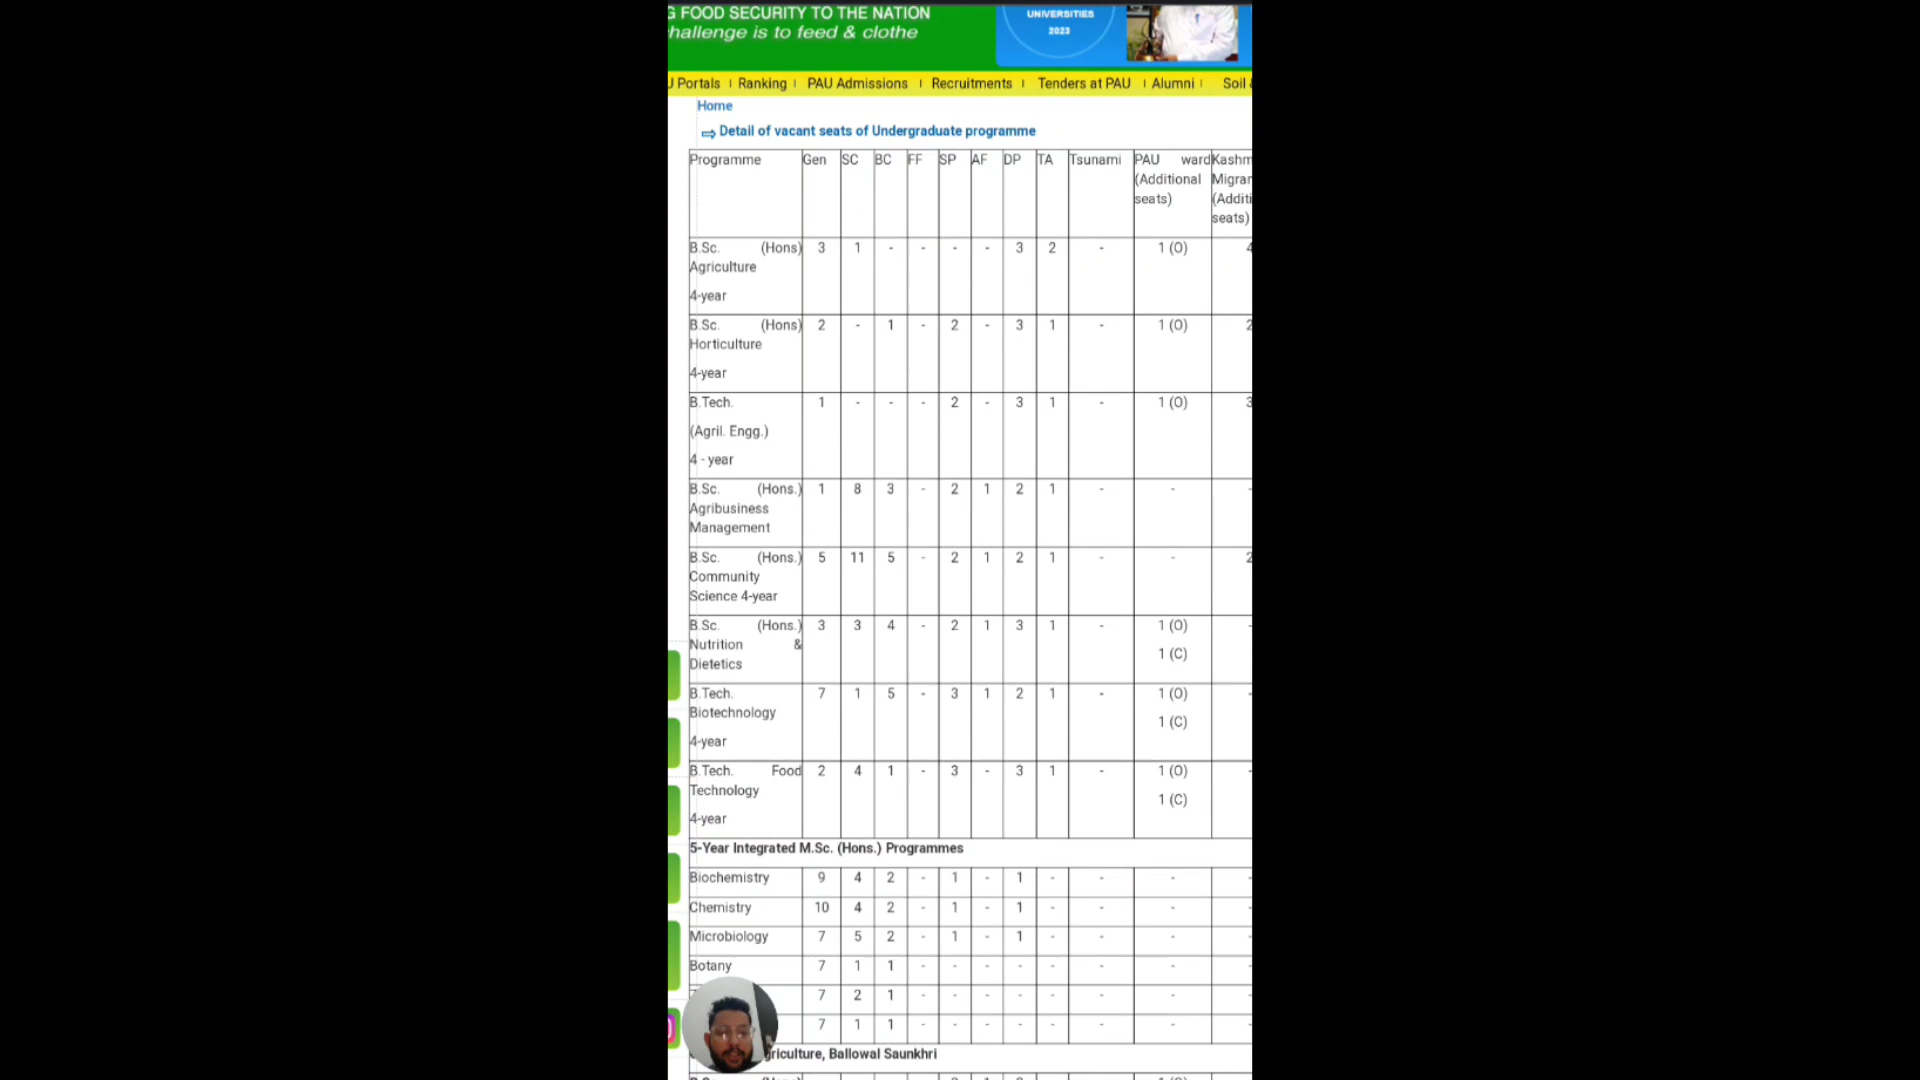 G FOOD SECURITY TO THE NATION
hallenge is to feed & clothe
UNIVERSITIES
2023
Portals | Ranking | PAU Admissions | Recruitments | Tenders at PAU | Alumni | Soil
Home
⇨ Detail of vacant seats of Undergraduate programme
Programme Gen SC BC FF SP AF DP TA Tsunami PAU ward Kashm
(Additional Migran
seats) (Additi
seats)
B.Sc. (Hons) 3 1 - - - - 3 2 - 1 (O) 4
Agriculture
4-year
B.Sc. (Hons) 2 - 1 - 2 - 3 1 - 1 (O) 2
Horticulture
4-year
B.Tech. 1 - - - 2 - 3 1 - 1 (O) 3
(Agril. Engg.)
4 - year
B.Sc. (Hons.) 1 8 3 - 2 1 2 1 - - -
Agribusiness
Management
B.Sc. (Hons.) 5 11 5 - 2 1 2 1 - - 2
Community
Science 4-year
B.Sc. (Hons.) 3 3 4 - 2 1 3 1 - 1 (O) -
Nutrition & 1 (C)
Dietetics
B.Tech. 7 1 5 - 3 1 2 1 - 1 (O) -
Biotechnology 1 (C)
4-year
B.Tech. Food 2 4 1 - 3 - 3 1 - 1 (O) -
Technology 1 (C)
4-year
5-Year Integrated M.Sc. (Hons.) Programmes
Biochemistry 9 4 2 - 1 - 1 - - - -
Chemistry 10 4 2 - 1 - 1 - - - -
Microbiology 7 5 2 - 1 - 1 - - - -
Botany 7 1 1 - - - - - - - -
7 2 1 - - - - - - - -
7 1 1 - - - - - - - -
griculture, Ballowal Saunkhri